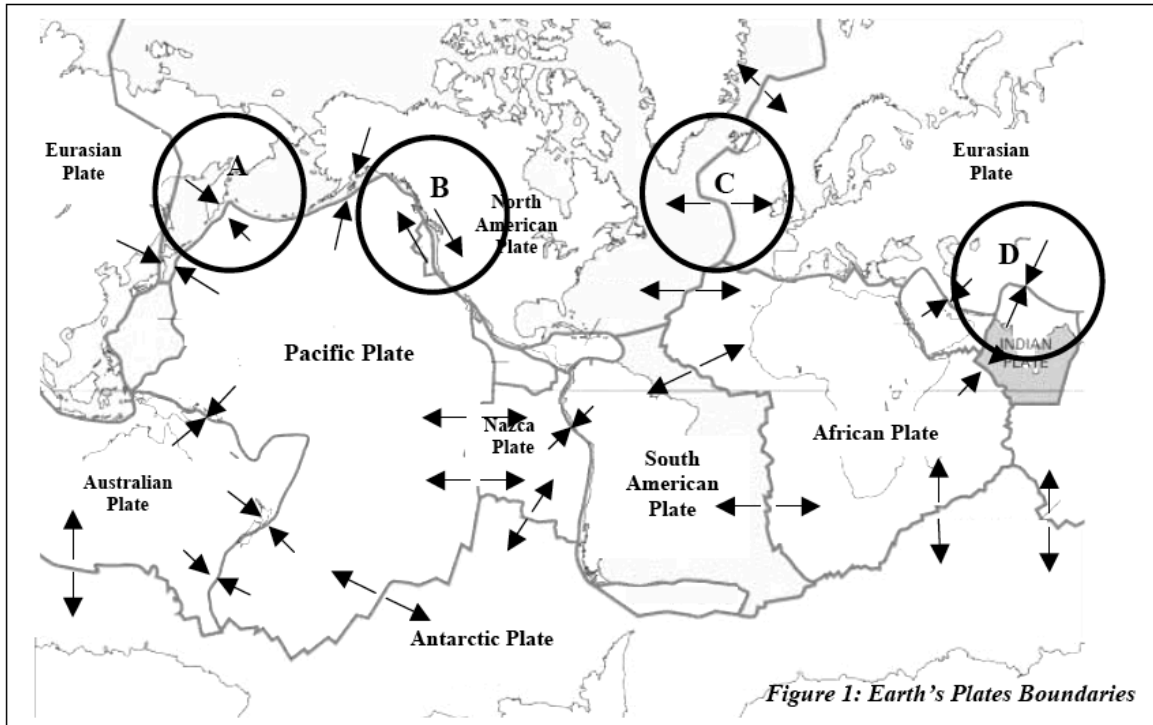 Eurasian
Plate
A
B
North
American
Plate
C
Eurasian
Plate
D
INDIAN
PLATE
Pacific Plate
Nazca
Plate
African Plate
South
American
Plate
Australian
Plate
Antarctic Plate
Figure 1: Earth's Plates Boundaries